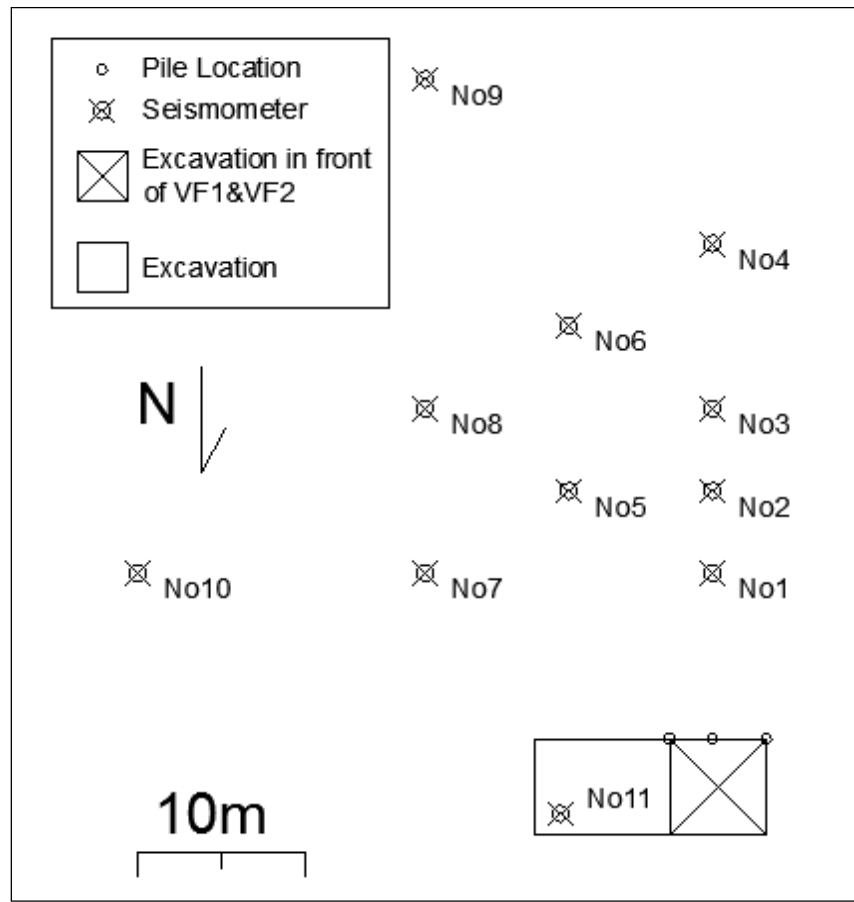 Pile Location
Seismometer
Excavation in front
of VF1&VF2
Excavation
No9
No4
No6
N
No8
No3
No5
No2
No10
No7
No1
No11
10m